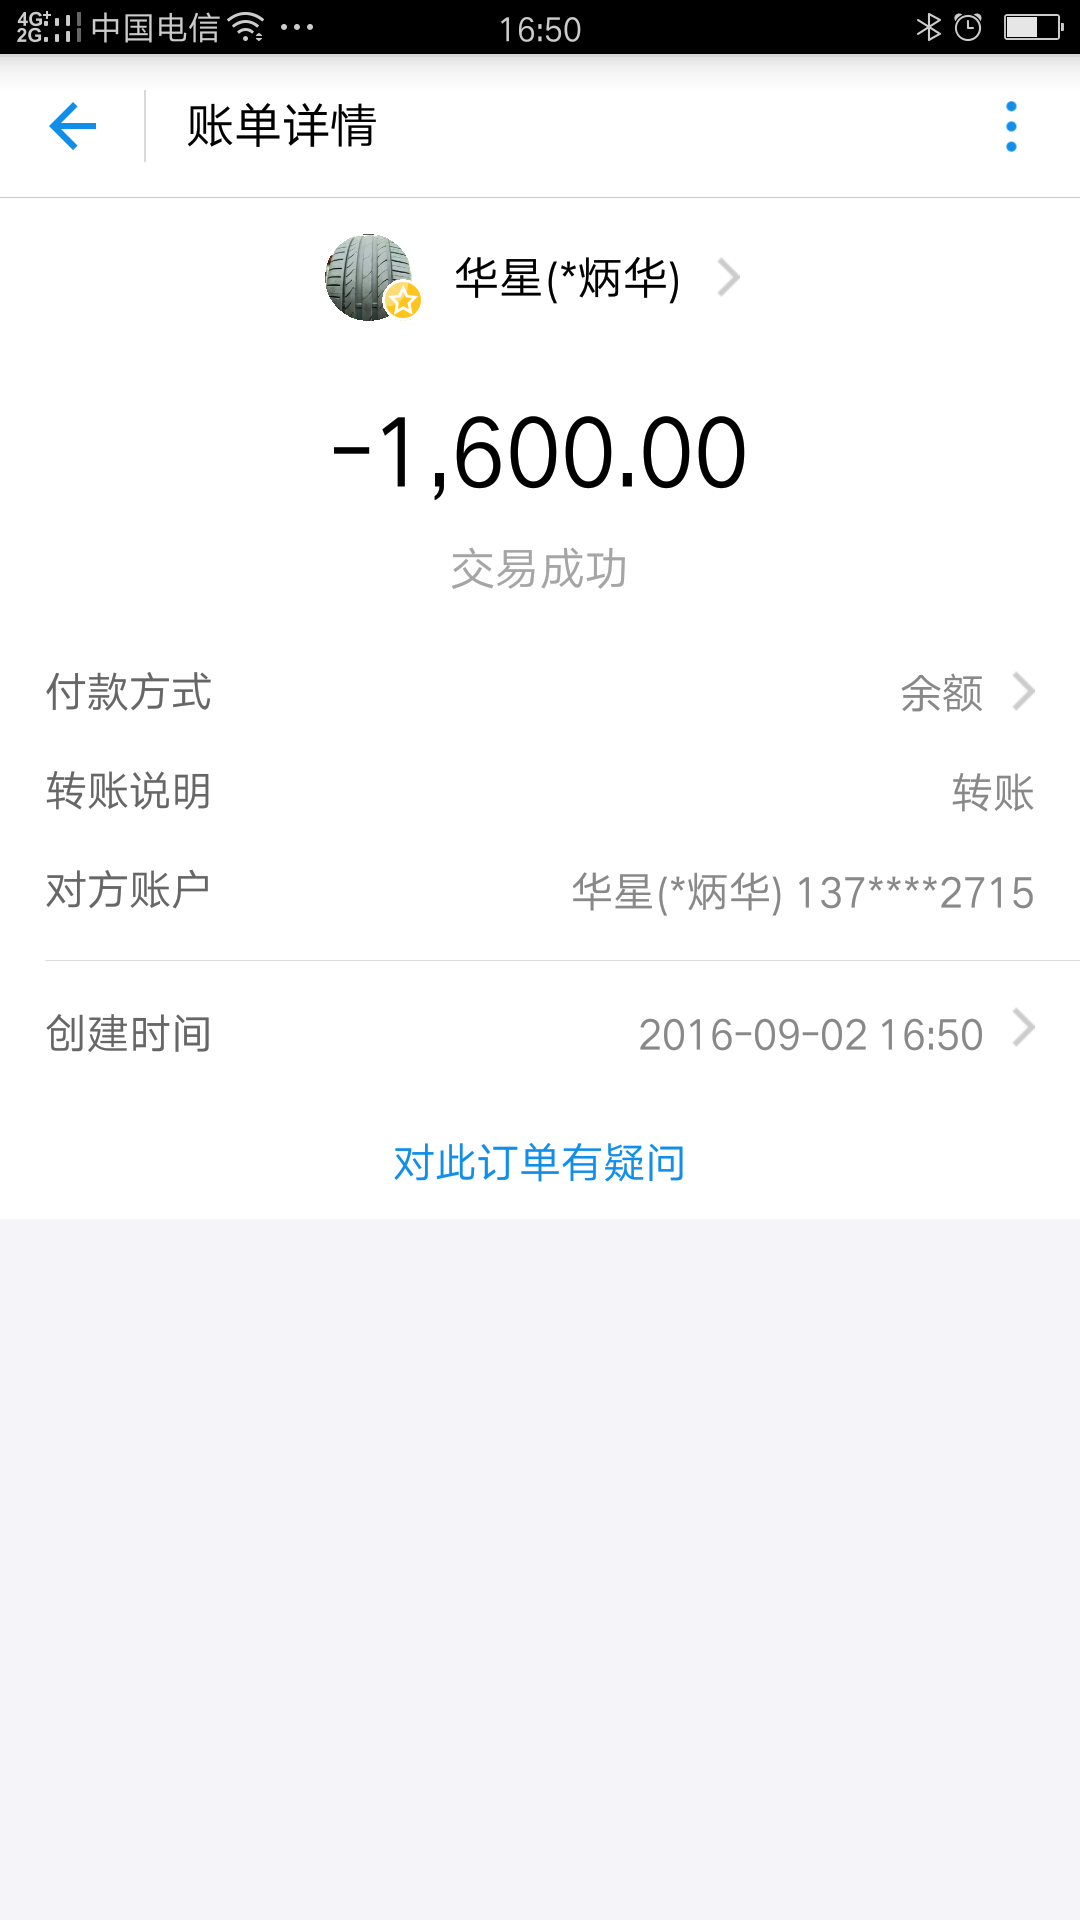 4G+ 2G 中国电信 ··· 16:50
账单详情
华星(*炳华)
-1,600.00
交易成功
付款方式 余额
转账说明 转账
对方账户 华星(*炳华) 137****2715
创建时间 2016-09-02 16:50
对此订单有疑问